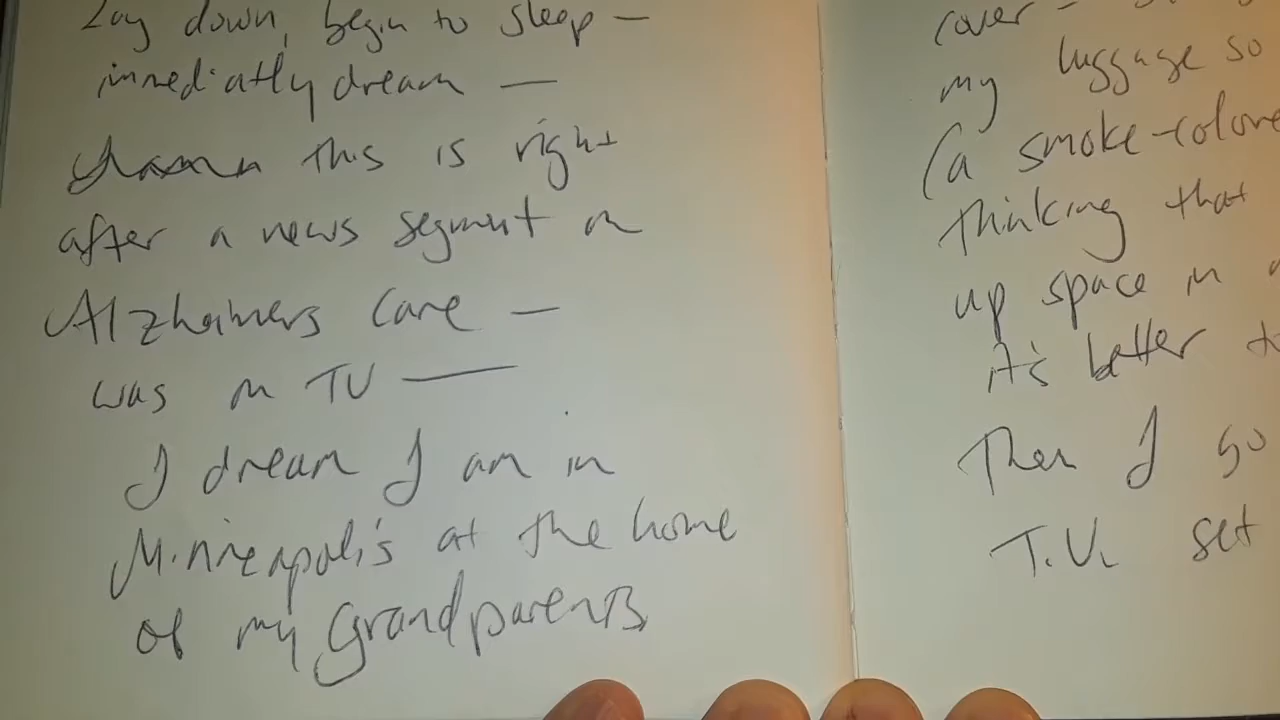 Lay down, begin to sleep —
immediatly dream —
this is right
after a news segment on
Alzheimers Care —
was on TV —
I dream I am in
Minneapolis at the home
of my Grandparents
cover -
my luggage so
(a smoke-colore
thinking that
up space in
it's better to
Then I go
T.V. set